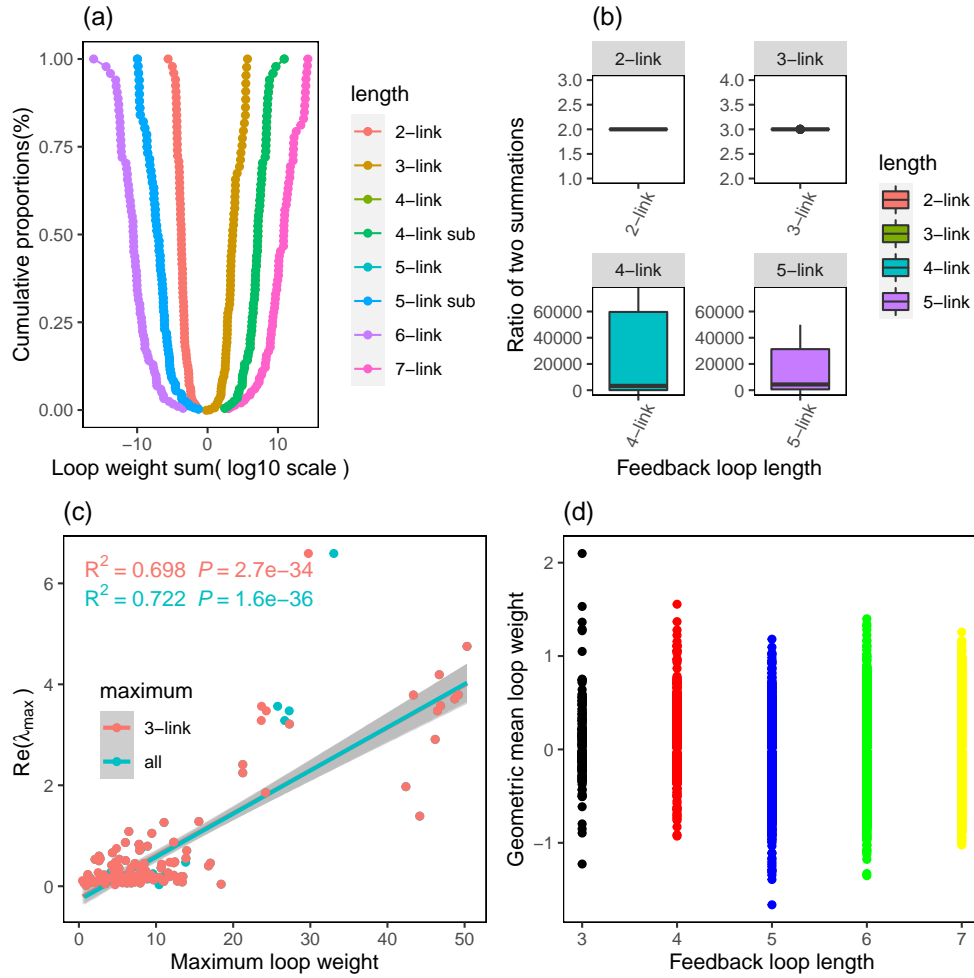 (a)
1.00
0.75
0.50
0.25
0.00
Cumulative proportions(%)
−10
0
10
Loop weight sum( log10 scale )
length
2−link
3−link
4−link
4−link sub
5−link
5−link sub
6−link
7−link
(b)
Ratio of two summations
2−link
3.0
2.5
2.0
1.5
1.0
2−link
3−link
4.0
3.5
3.0
2.5
2.0
3−link
4−link
60000
40000
20000
0
4−link
5−link
60000
40000
20000
0
5−link
Feedback loop length
length
2−link
3−link
4−link
5−link
(c)
R² = 0.698 P = 2.7e−34
R² = 0.722 P = 1.6e−36
maximum
3−link
all
6
4
2
0
Re(λmax)
0
10
20
30
40
50
Maximum loop weight
(d)
2
1
0
−1
Geometric mean loop weight
3
4
5
6
7
Feedback loop length